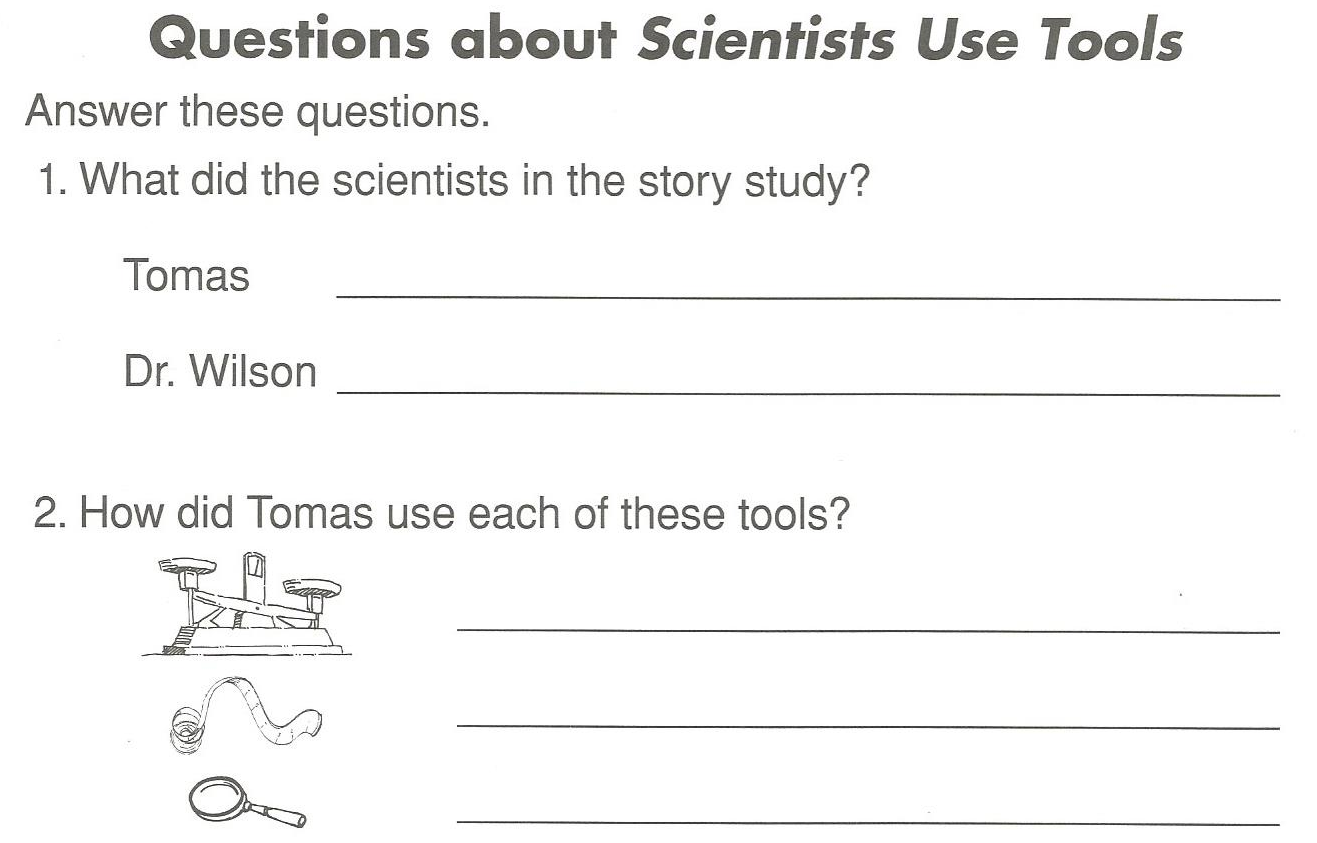 Questions about Scientists Use Tools
Answer these questions.
1. What did the scientists in the story study?
Tomas
Dr. Wilson
2. How did Tomas use each of these tools?